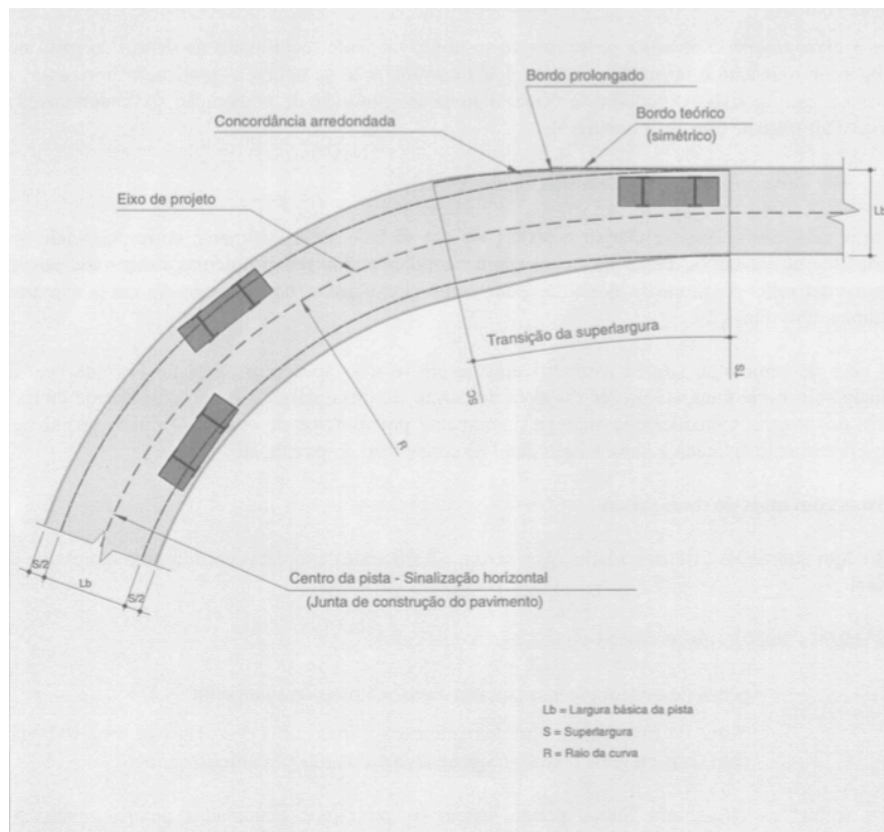 Bordo prolongado
Concordância arredondada
Bordo teórico
(simétrico)
Eixo de projeto
Lb
Transição da superlargura
SC
TS
R
S/2
Lb
S/2
Centro da pista - Sinalização horizontal
(Junta de construção do pavimento)
Lb = Largura básica da pista
S = Superlargura
R = Raio da curva